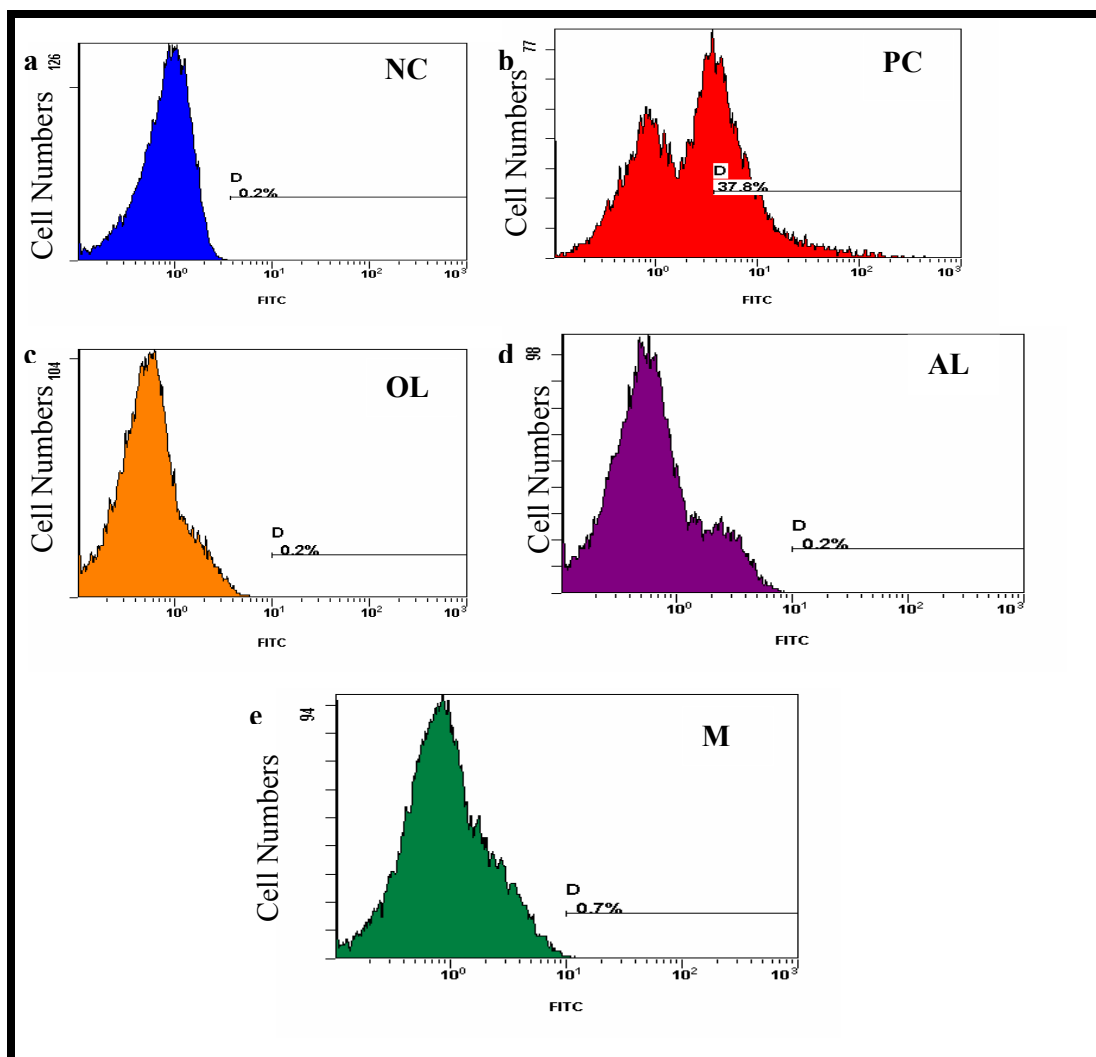 a
126
Cell Numbers
NC
D
0.2%
10⁰ 10¹ 10² 10³
FITC
b
77
Cell Numbers
PC
D
37.8%
10⁰ 10¹ 10² 10³
FITC
c
104
Cell Numbers
OL
D
0.2%
10⁰ 10¹ 10² 10³
FITC
d
98
Cell Numbers
AL
D
0.2%
10⁰ 10¹ 10² 10³
FITC
e
94
Cell Numbers
M
D
0.7%
10⁰ 10¹ 10² 10³
FITC